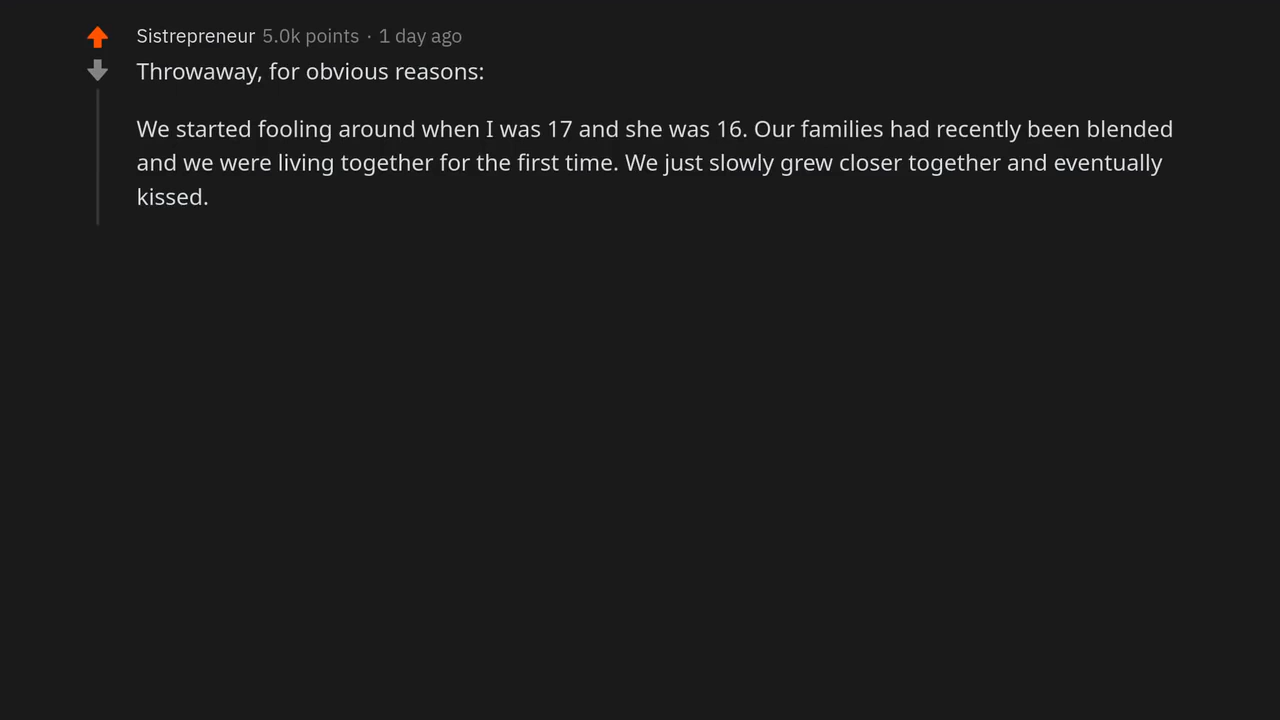 Sistrepreneur 5.0k points · 1 day ago
Throwaway, for obvious reasons:
We started fooling around when I was 17 and she was 16. Our families had recently been blended
and we were living together for the first time. We just slowly grew closer together and eventually
kissed.